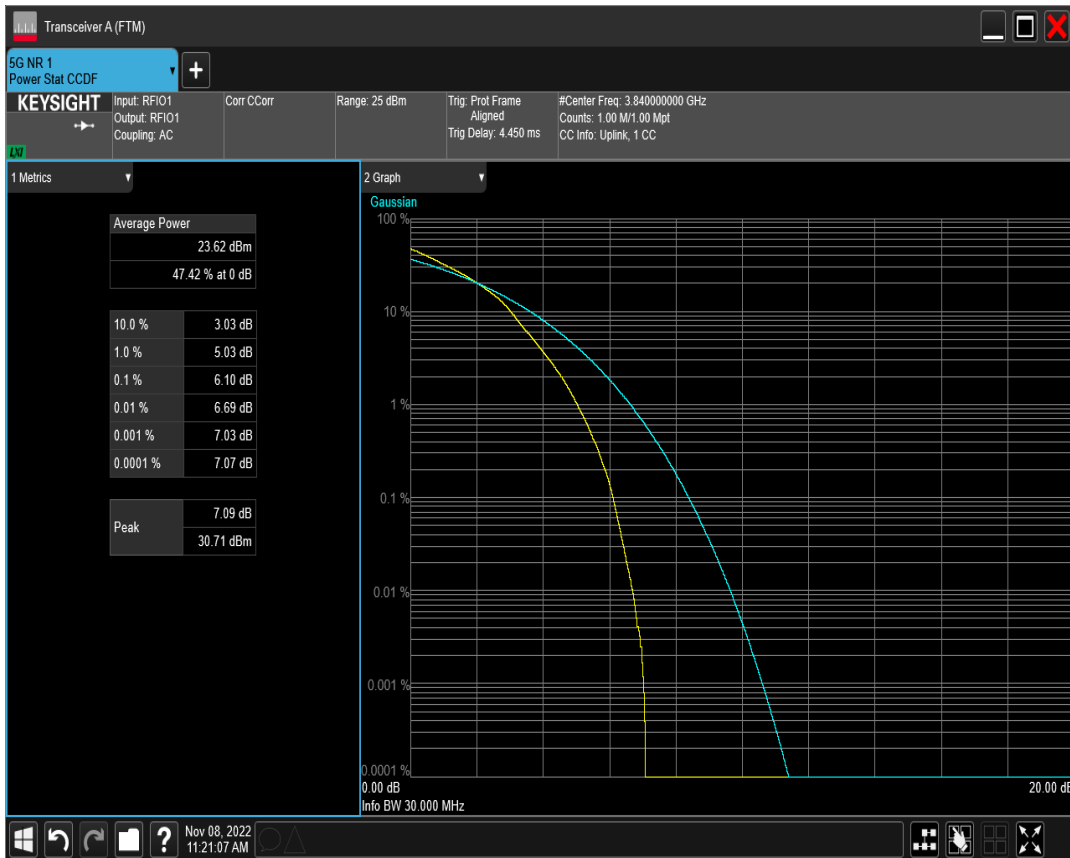 Transceiver A (FTM)
5G NR 1
Power Stat CCDF
+
KEYSIGHT
LXI
Input: RFIO1
Output: RFIO1
Coupling: AC
Corr CCorr
Range: 25 dBm
Trig: Prot Frame
Aligned
Trig Delay: 4.450 ms
#Center Freq: 3.840000000 GHz
Counts: 1.00 M/1.00 Mpt
CC Info: Uplink, 1 CC
1 Metrics
Average Power
23.62 dBm
47.42 % at 0 dB
10.0 % 3.03 dB
1.0 % 5.03 dB
0.1 % 6.10 dB
0.01 % 6.69 dB
0.001 % 7.03 dB
0.0001 % 7.07 dB
Peak
7.09 dB
30.71 dBm
2 Graph
Gaussian
100 %
10 %
1 %
0.1 %
0.01 %
0.001 %
0.0001 %
0.00 dB
20.00 dB
Info BW 30.000 MHz
?
Nov 08, 2022
11:21:07 AM